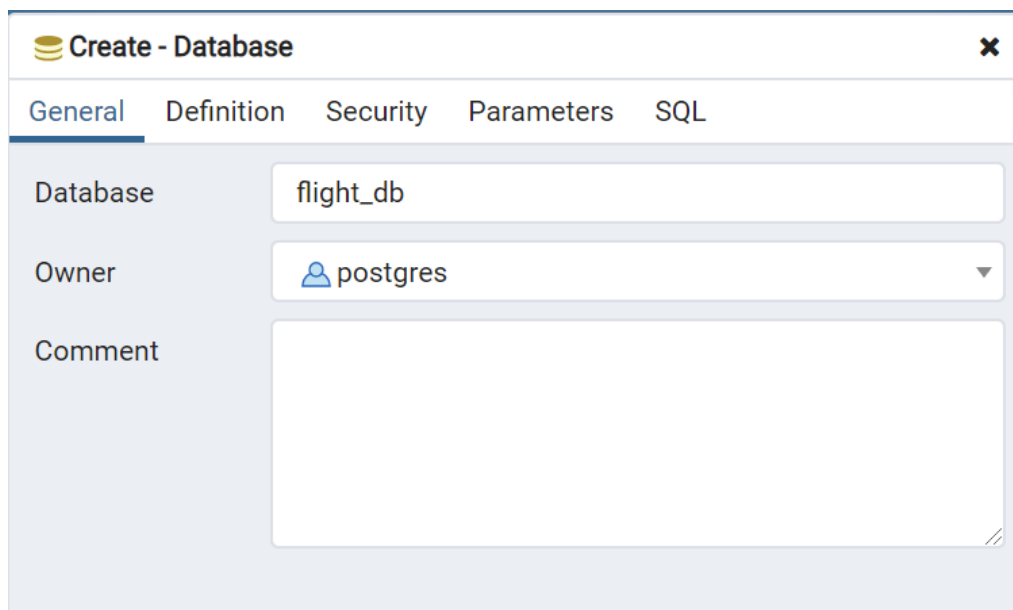 Create - Database
General Definition Security Parameters SQL
Database flight_db
Owner postgres
Comment